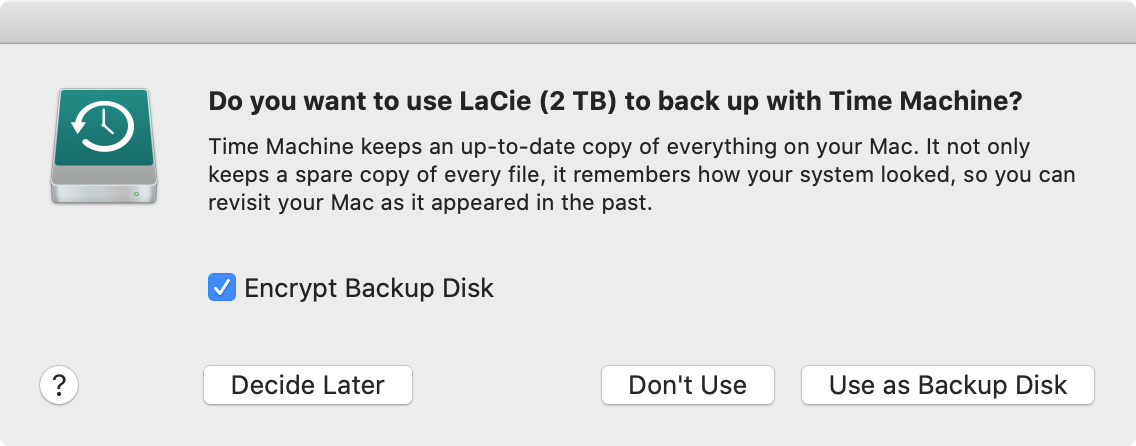 Do you want to use LaCie (2 TB) to back up with Time Machine?
Time Machine keeps an up-to-date copy of everything on your Mac. It not only
keeps a spare copy of every file, it remembers how your system looked, so you can
revisit your Mac as it appeared in the past.
Encrypt Backup Disk
? Decide Later Don't Use Use as Backup Disk